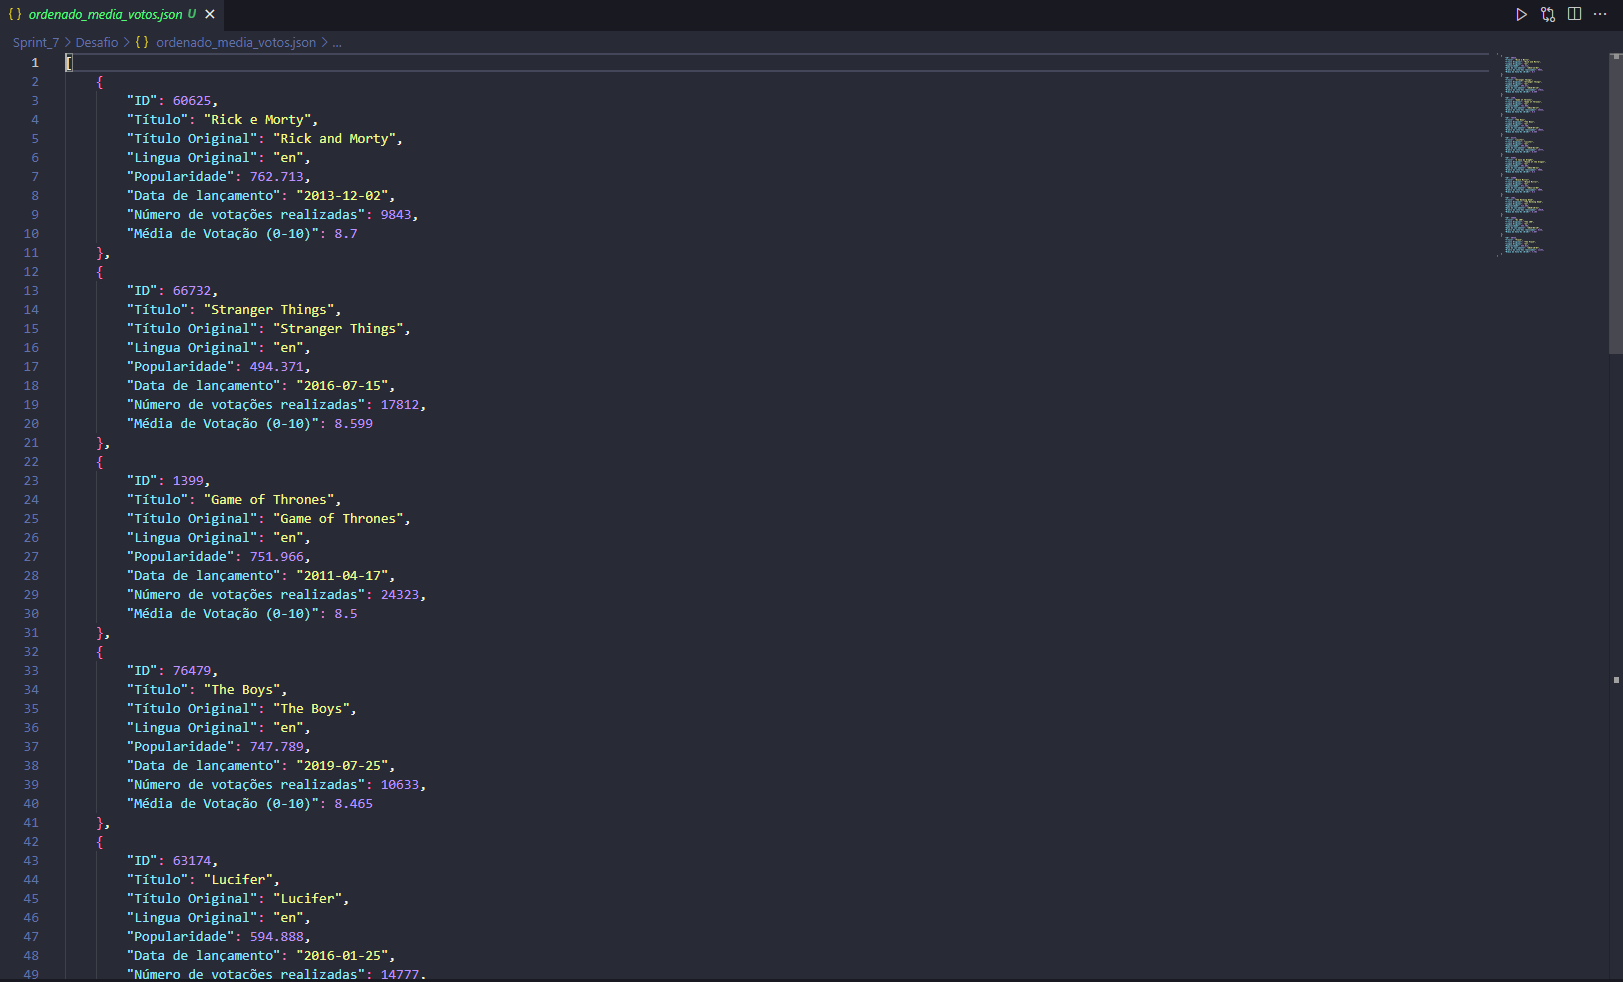 { } ordenado_media_votos.json U ×
Sprint_7 > Desafio > { } ordenado_media_votos.json > ...
1 [
2 {
3 "ID": 60625,
4 "Título": "Rick e Morty",
5 "Título Original": "Rick and Morty",
6 "Lingua Original": "en",
7 "Popularidade": 762.713,
8 "Data de lançamento": "2013-12-02",
9 "Número de votações realizadas": 9843,
10 "Média de Votação (0-10)": 8.7
11 },
12 {
13 "ID": 66732,
14 "Título": "Stranger Things",
15 "Título Original": "Stranger Things",
16 "Lingua Original": "en",
17 "Popularidade": 494.371,
18 "Data de lançamento": "2016-07-15",
19 "Número de votações realizadas": 17812,
20 "Média de Votação (0-10)": 8.599
21 },
22 {
23 "ID": 1399,
24 "Título": "Game of Thrones",
25 "Título Original": "Game of Thrones",
26 "Lingua Original": "en",
27 "Popularidade": 751.966,
28 "Data de lançamento": "2011-04-17",
29 "Número de votações realizadas": 24323,
30 "Média de Votação (0-10)": 8.5
31 },
32 {
33 "ID": 76479,
34 "Título": "The Boys",
35 "Título Original": "The Boys",
36 "Lingua Original": "en",
37 "Popularidade": 747.789,
38 "Data de lançamento": "2019-07-25",
39 "Número de votações realizadas": 10633,
40 "Média de Votação (0-10)": 8.465
41 },
42 {
43 "ID": 63174,
44 "Título": "Lucifer",
45 "Título Original": "Lucifer",
46 "Lingua Original": "en",
47 "Popularidade": 594.888,
48 "Data de lançamento": "2016-01-25",
49 "Número de votações realizadas": 14777,